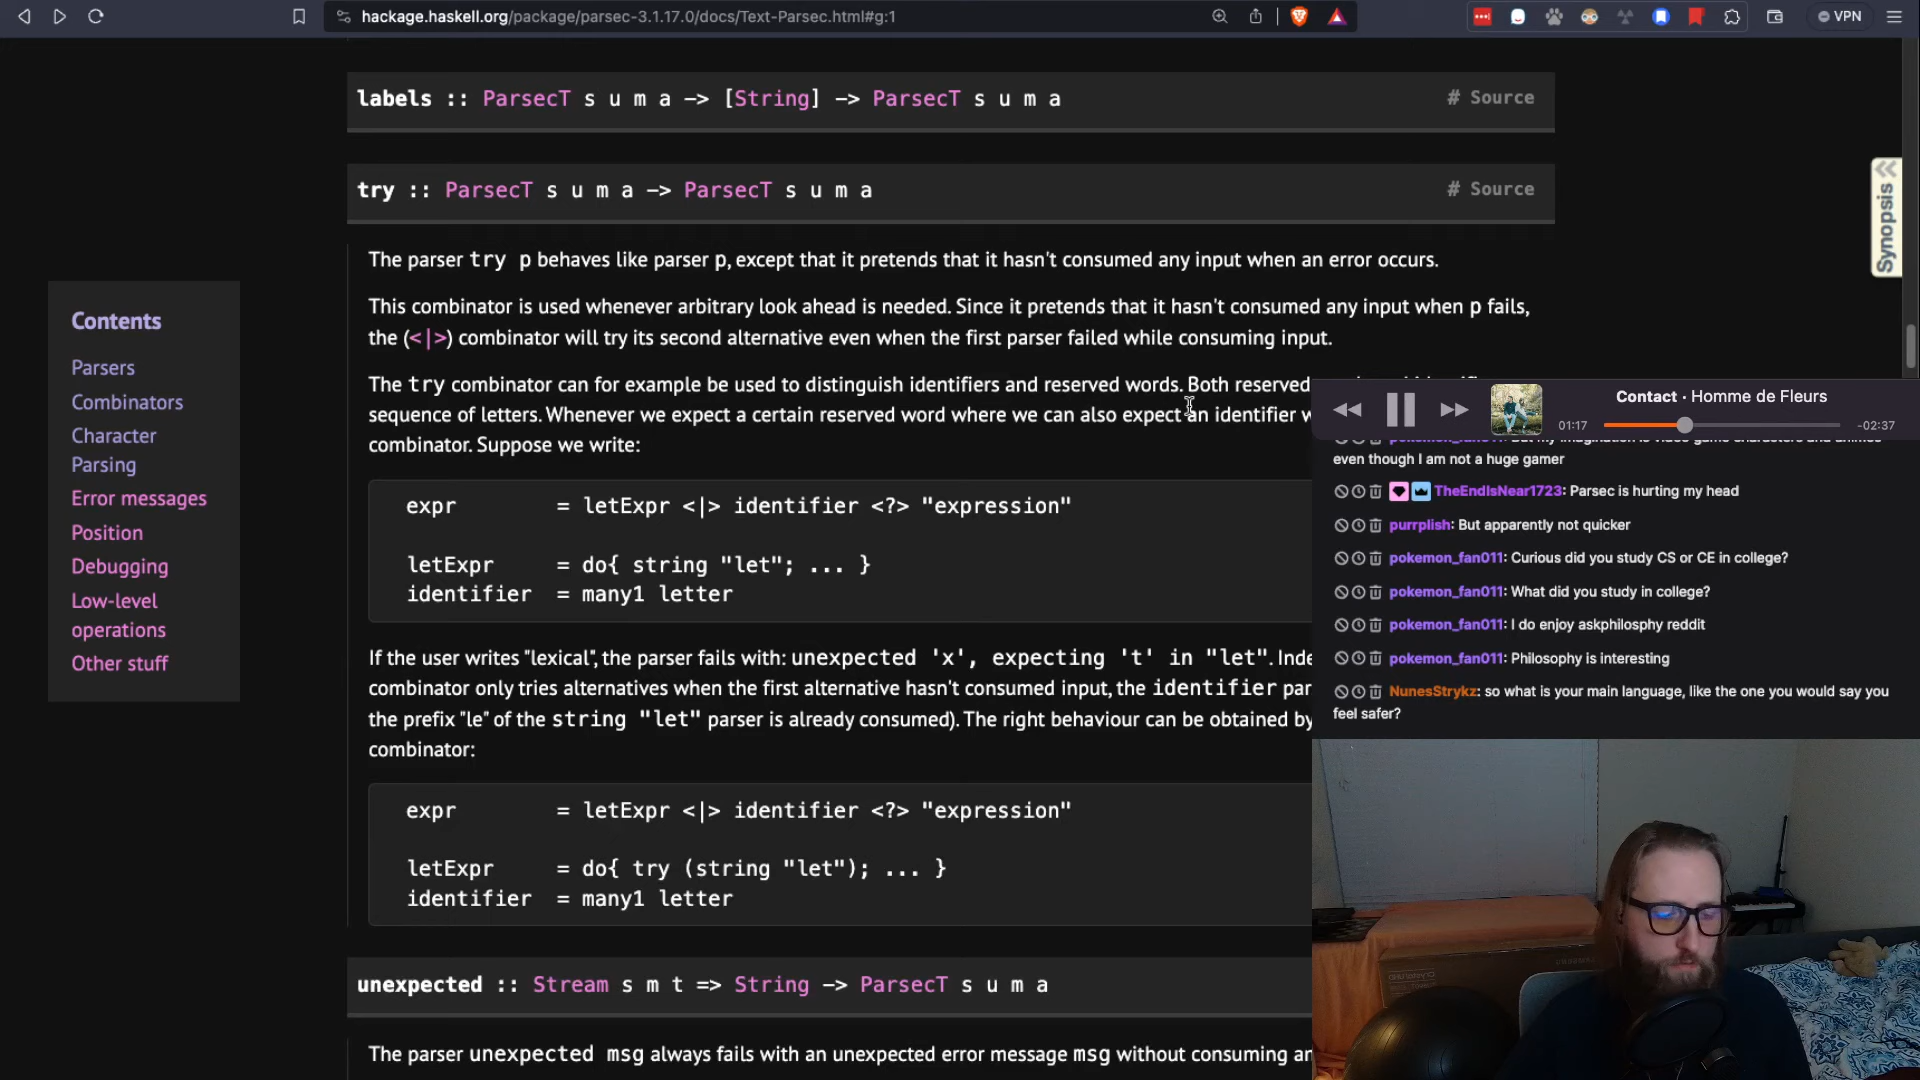 hackage.haskell.org/package/parsec-3.1.17.0/docs/Text-Parsec.html#g:1
VPN
labels :: ParsecT s u m a -> [String] -> ParsecT s u m a
# Source
try :: ParsecT s u m a -> ParsecT s u m a
# Source
Synopsis
The parser try p behaves like parser p, except that it pretends that it hasn't consumed any input when an error occurs.
This combinator is used whenever arbitrary look ahead is needed. Since it pretends that it hasn't consumed any input when p fails,
the (<|>) combinator will try its second alternative even when the first parser failed while consuming input.
The try combinator can for example be used to distinguish identifiers and reserved words. Both reserved
sequence of letters. Whenever we expect a certain reserved word where we can also expect an identifier
combinator. Suppose we write:
expr = letExpr <|> identifier <?> "expression"
letExpr = do{ string "let"; ... }
identifier = many1 letter
If the user writes "lexical", the parser fails with: unexpected 'x', expecting 't' in "let".
combinator only tries alternatives when the first alternative hasn't consumed input, the identifier
the prefix "le" of the string "let" parser is already consumed). The right behaviour can be obtained by
combinator:
expr = letExpr <|> identifier <?> "expression"
letExpr = do{ try (string "let"); ... }
identifier = many1 letter
unexpected :: Stream s m t => String -> ParsecT s u m a
The parser unexpected msg always fails with an unexpected error message msg without consuming
Contents
Parsers
Combinators
Character
Parsing
Error messages
Position
Debugging
Low-level
operations
Other stuff
Contact · Homme de Fleurs
01:17
-02:37
even though I am not a huge gamer
TheEndIsNear1723: Parsec is hurting my head
purrplish: But apparently not quicker
pokemon_fan011: Curious did you study CS or CE in college?
pokemon_fan011: What did you study in college?
pokemon_fan011: I do enjoy askphilosphy reddit
pokemon_fan011: Philosophy is interesting
NunesStrykz: so what is your main language, like the one you would say you
feel safer?